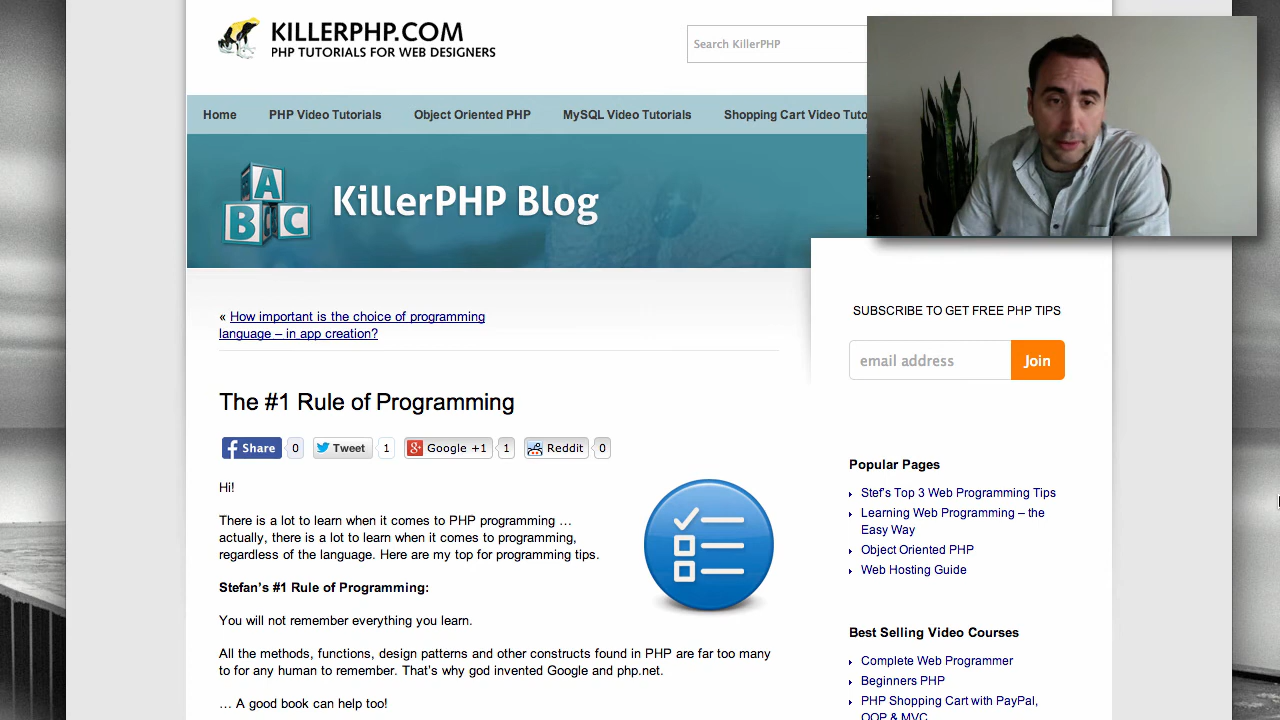 KILLERPHP.COM
PHP TUTORIALS FOR WEB DESIGNERS
Search KillerPHP
Home
PHP Video Tutorials
Object Oriented PHP
MySQL Video Tutorials
Shopping Cart Video Tuto
A
B C
KillerPHP Blog
« How important is the choice of programming
language – in app creation?
The #1 Rule of Programming
Share 0
Tweet 1
Google +1 1
Reddit 0
Hi!
There is a lot to learn when it comes to PHP programming …
actually, there is a lot to learn when it comes to programming,
regardless of the language. Here are my top for programming tips.
Stefan's #1 Rule of Programming:
You will not remember everything you learn.
All the methods, functions, design patterns and other constructs found in PHP are far too many
to for any human to remember. That's why god invented Google and php.net.
… A good book can help too!
SUBSCRIBE TO GET FREE PHP TIPS
email address
Join
Popular Pages
Stef's Top 3 Web Programming Tips
Learning Web Programming – the
Easy Way
Object Oriented PHP
Web Hosting Guide
Best Selling Video Courses
Complete Web Programmer
Beginners PHP
PHP Shopping Cart with PayPal,
OOP & MVC